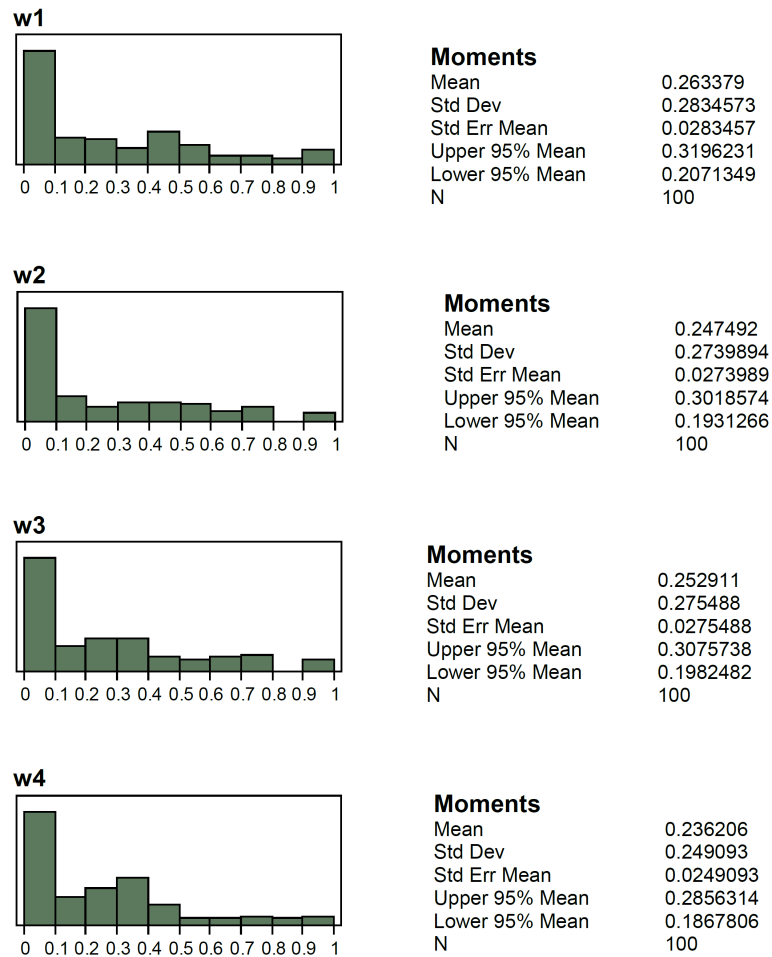 w1
0 0.1 0.2 0.3 0.4 0.5 0.6 0.7 0.8 0.9 1
Moments
Mean 0.263379
Std Dev 0.2834573
Std Err Mean 0.0283457
Upper 95% Mean 0.3196231
Lower 95% Mean 0.2071349
N 100
w2
0 0.1 0.2 0.3 0.4 0.5 0.6 0.7 0.8 0.9 1
Moments
Mean 0.247492
Std Dev 0.2739894
Std Err Mean 0.0273989
Upper 95% Mean 0.3018574
Lower 95% Mean 0.1931266
N 100
w3
0 0.1 0.2 0.3 0.4 0.5 0.6 0.7 0.8 0.9 1
Moments
Mean 0.252911
Std Dev 0.275488
Std Err Mean 0.0275488
Upper 95% Mean 0.3075738
Lower 95% Mean 0.1982482
N 100
w4
0 0.1 0.2 0.3 0.4 0.5 0.6 0.7 0.8 0.9 1
Moments
Mean 0.236206
Std Dev 0.249093
Std Err Mean 0.0249093
Upper 95% Mean 0.2856314
Lower 95% Mean 0.1867806
N 100